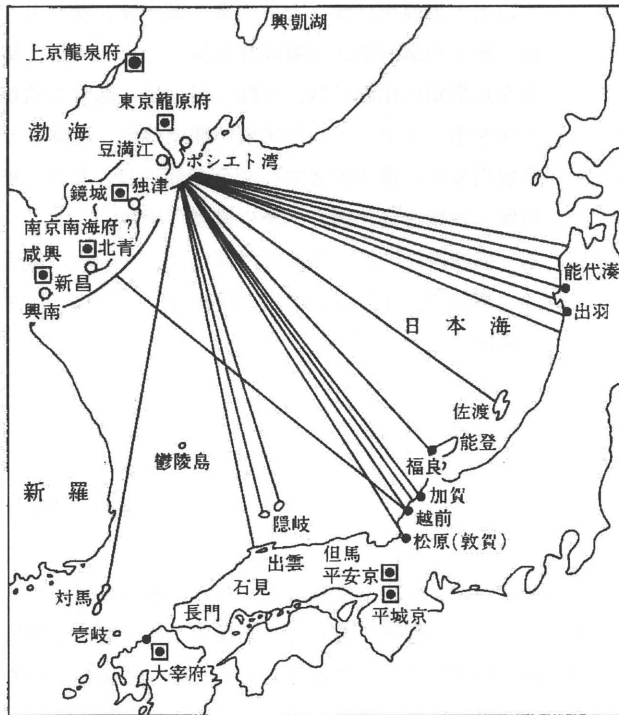 興凱湖
上京龍泉府
東京龍原府
渤海
豆満江
ポシエト湾
鏡城
独津
南京南海府?
北青
咸興
新昌
興南
能代湊
出羽
日本海
佐渡
能登
福良
鬱陵島
新羅
加賀
越前
隠岐
松原(敦賀)
出雲
但馬
平安京
石見
対馬
長門
平城京
壱岐
大宰府